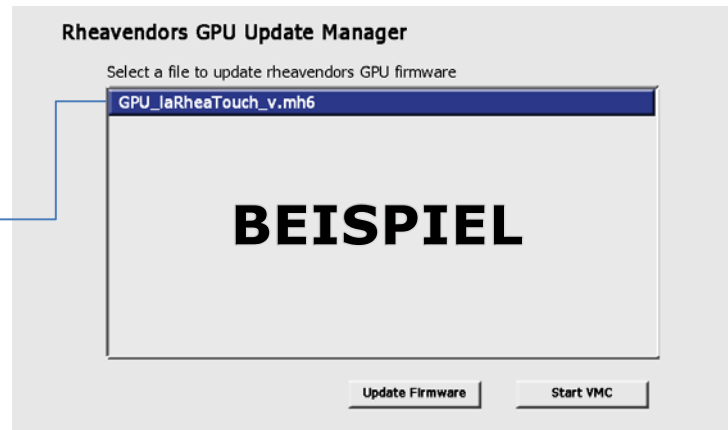 Rheavendors GPU Update Manager
Select a file to update rheavendors GPU firmware
GPU_laRheaTouch_v.mh6
BEISPIEL
Update Firmware
Start VMC